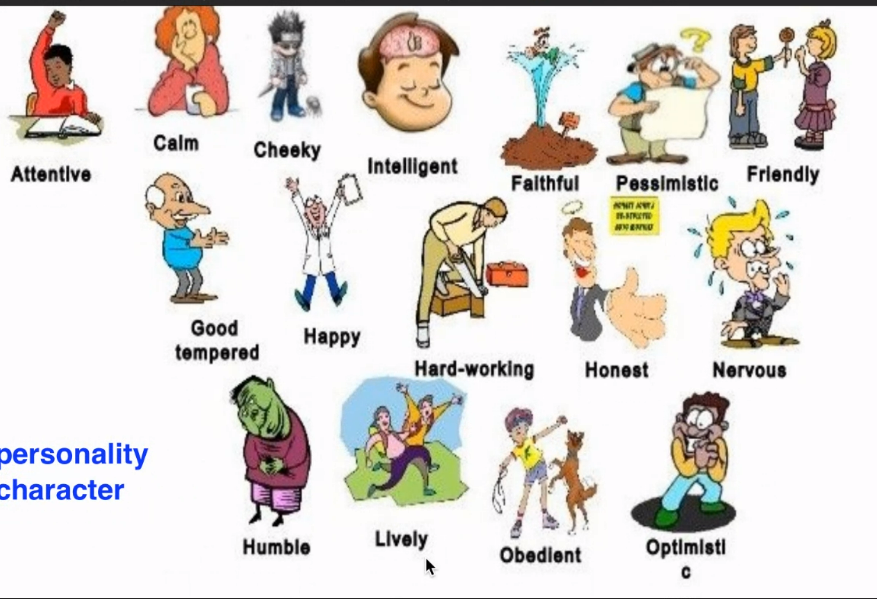 Attentive
Calm
Cheeky
Intelligent
Faithful
Pessimistic
Friendly
?
Good
tempered
Happy
Hard-working
Honest
Nervous
personality
character
Humble
Lively
Obedient
Optimisti
c